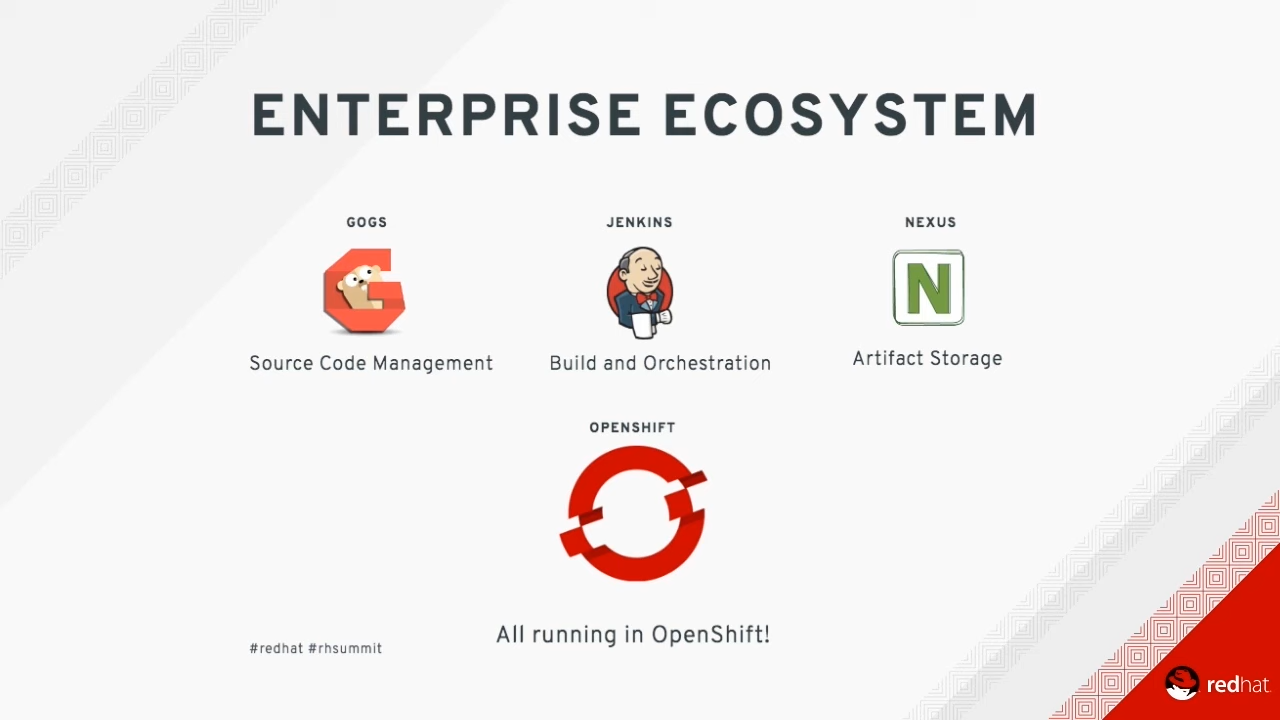 ENTERPRISE ECOSYSTEM
GOGS
JENKINS
NEXUS
N
Source Code Management
Build and Orchestration
Artifact Storage
OPENSHIFT
All running in OpenShift!
#redhat #rhsummit
redhat.